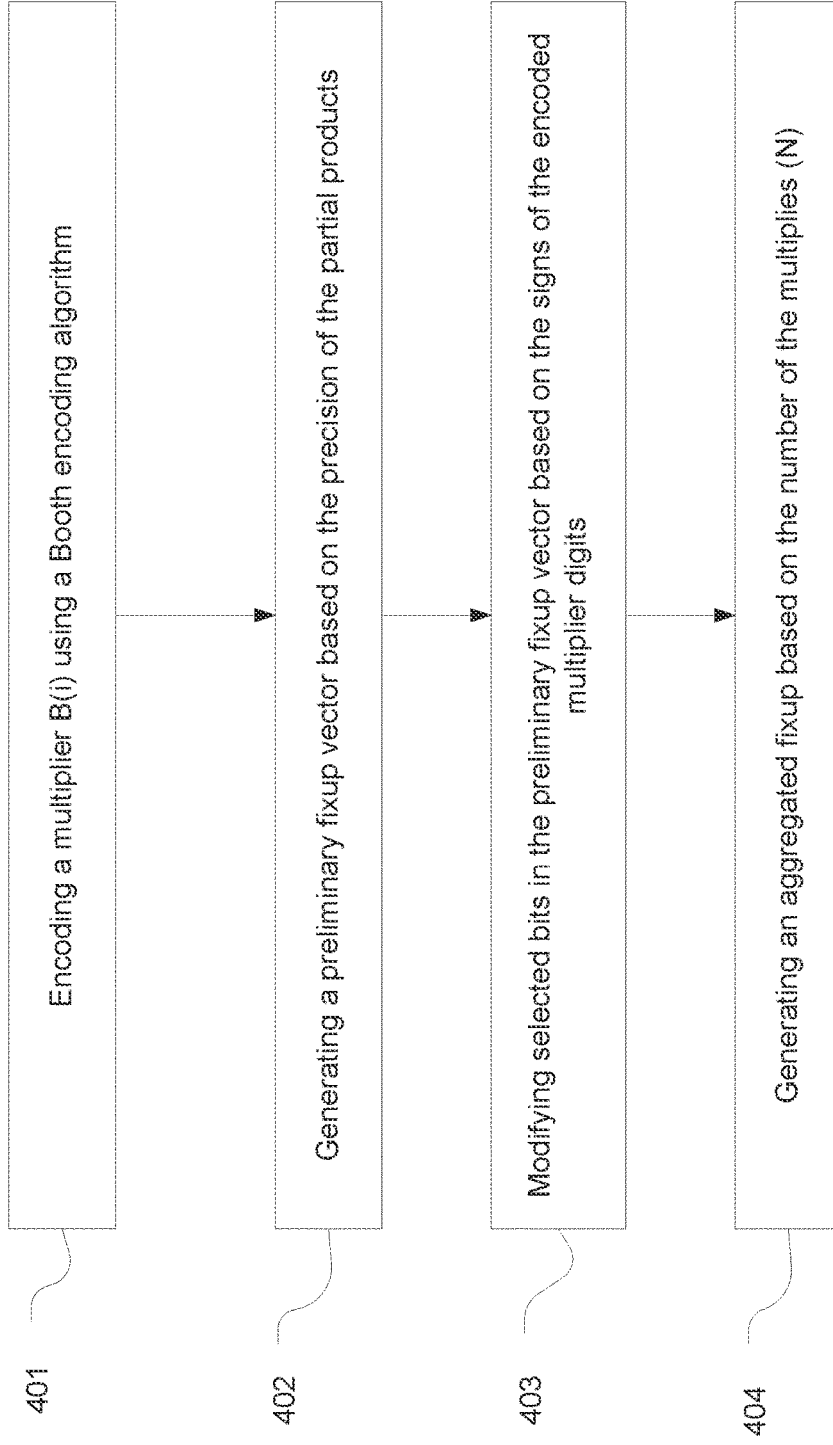 401
Encoding a multiplier B(i) using a Booth encoding algorithm
402
Generating a preliminary fixup vector based on the precision of the partial products
403
Modifying selected bits in the preliminary fixup vector based on the signs of the encoded
multiplier digits
404
Generating an aggregated fixup based on the number of the multiplies (N)